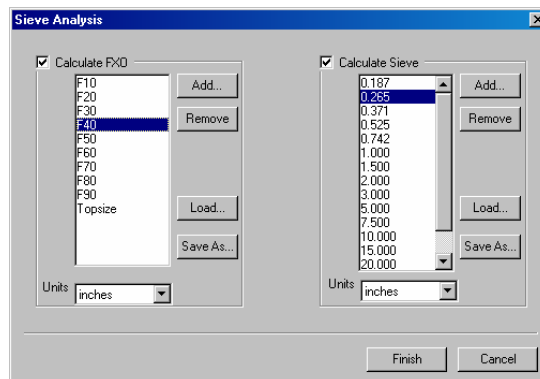 Sieve Analysis
Calculate FX0
F10
F20
F30
F40
F50
F60
F70
F80
F90
Topsize
Add...
Remove
Load...
Save As...
Units
inches
Calculate Sieve
0.187
0.265
0.371
0.525
0.742
1.000
1.500
2.000
3.000
5.000
7.500
10.000
15.000
20.000
Add...
Remove
Load...
Save As...
Units
inches
Finish
Cancel